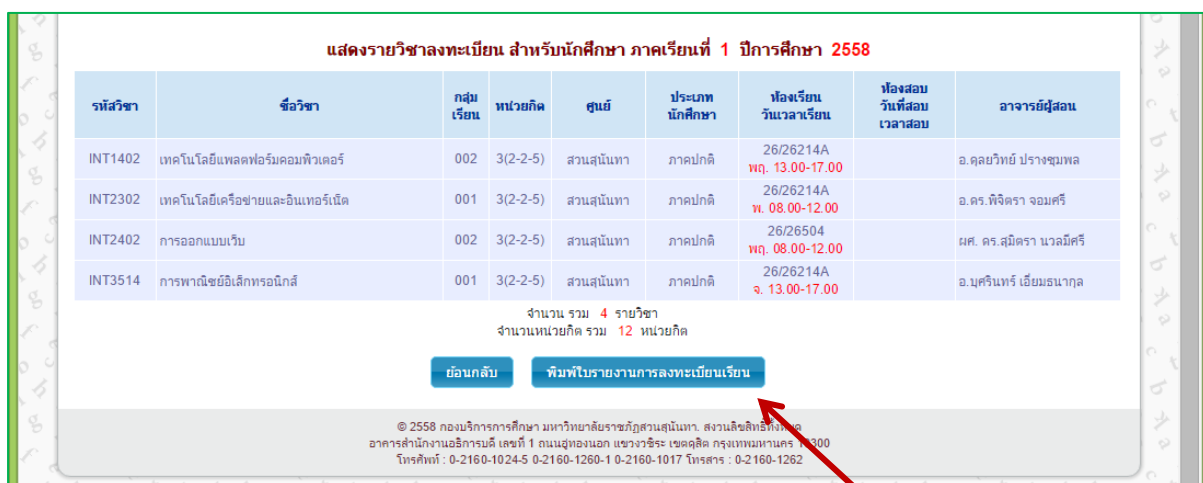 แสดงรายวิชาลงทะเบียน สำหรับนักศึกษา ภาคเรียนที่ 1 ปีการศึกษา 2558
รหัสวิชา ชื่อวิชา กลุ่มเรียน หน่วยกิต ศูนย์ ประเภทนักศึกษา ห้องเรียน วันเวลาเรียน ห้องสอบ วันที่สอบ เวลาสอบ อาจารย์ผู้สอน
INT1402 เทคโนโลยีแพลตฟอร์มคอมพิวเตอร์ 002 3(2-2-5) สวนสุนันทา ภาคปกติ 26/26214A พฤ. 13.00-17.00 อ.ดุลยวิทย์ ปรางชุมพล
INT2302 เทคโนโลยีเครือข่ายและอินเทอร์เน็ต 001 3(2-2-5) สวนสุนันทา ภาคปกติ 26/26214A พ. 08.00-12.00 อ.ดร.พิจิตรา จอมศรี
INT2402 การออกแบบเว็บ 002 3(2-2-5) สวนสุนันทา ภาคปกติ 26/26504 พฤ. 08.00-12.00 ผศ. ดร.สุมิตรา นวลมีศรี
INT3514 การพาณิชย์อิเล็กทรอนิกส์ 001 3(2-2-5) สวนสุนันทา ภาคปกติ 26/26214A จ. 13.00-17.00 อ.บุศรินทร์ เอี่ยมธนากุล
จำนวน รวม 4 รายวิชา
จำนวนหน่วยกิต รวม 12 หน่วยกิต
ย้อนกลับ พิมพ์ใบรายงานการลงทะเบียนเรียน
© 2558 กองบริการการศึกษา มหาวิทยาลัยราชภัฏสวนสุนันทา. สงวนลิขสิทธิ์ทั้งหมด
อาคารสำนักงานอธิการบดี เลขที่ 1 ถนนอู่ทองนอก แขวงวชิระ เขตดุสิต กรุงเทพมหานคร 10300
โทรศัพท์ : 0-2160-1024-5 0-2160-1260-1 0-2160-1017 โทรสาร : 0-2160-1262